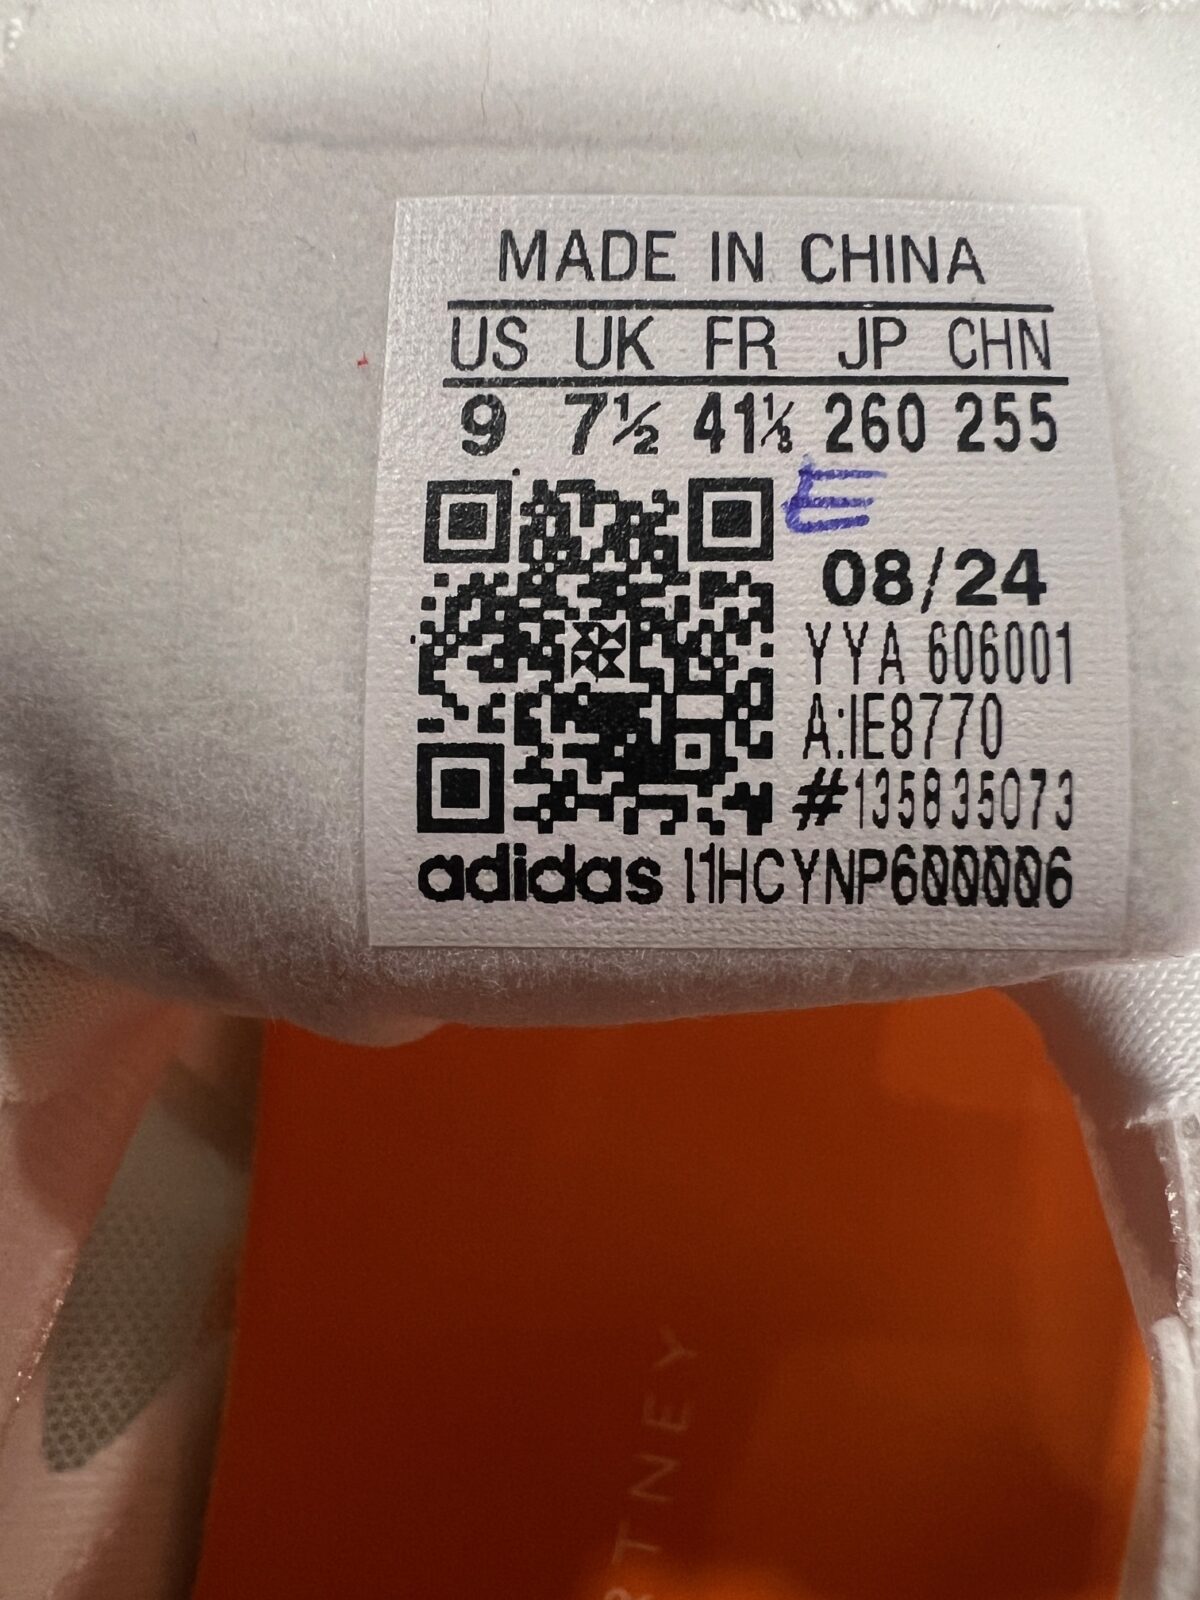 MADE IN CHINA
US UK FR JP CHN
9 7½ 41⅓ 260 255
E
08/24
YYA 606001
A:IE8770
#135835073
adidas I1HCYNP600006
RTNEY